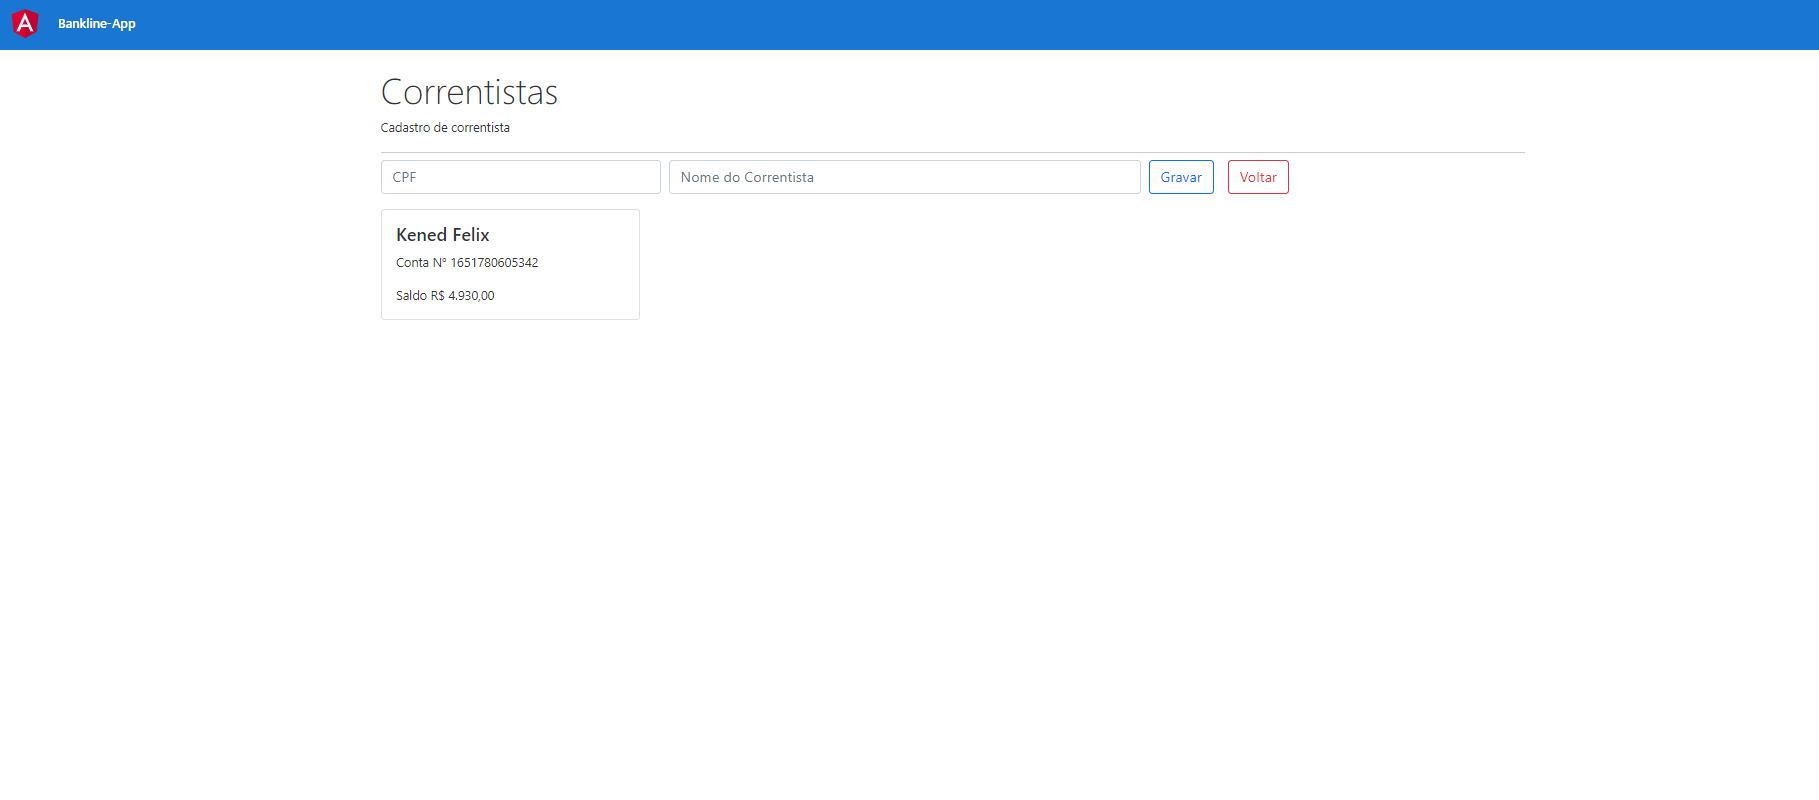 Bankline-App
Correntistas
Cadastro de correntista
CPF
Nome do Correntista
Gravar
Voltar
Kened Felix
Conta N° 1651780605342
Saldo R$ 4.930,00